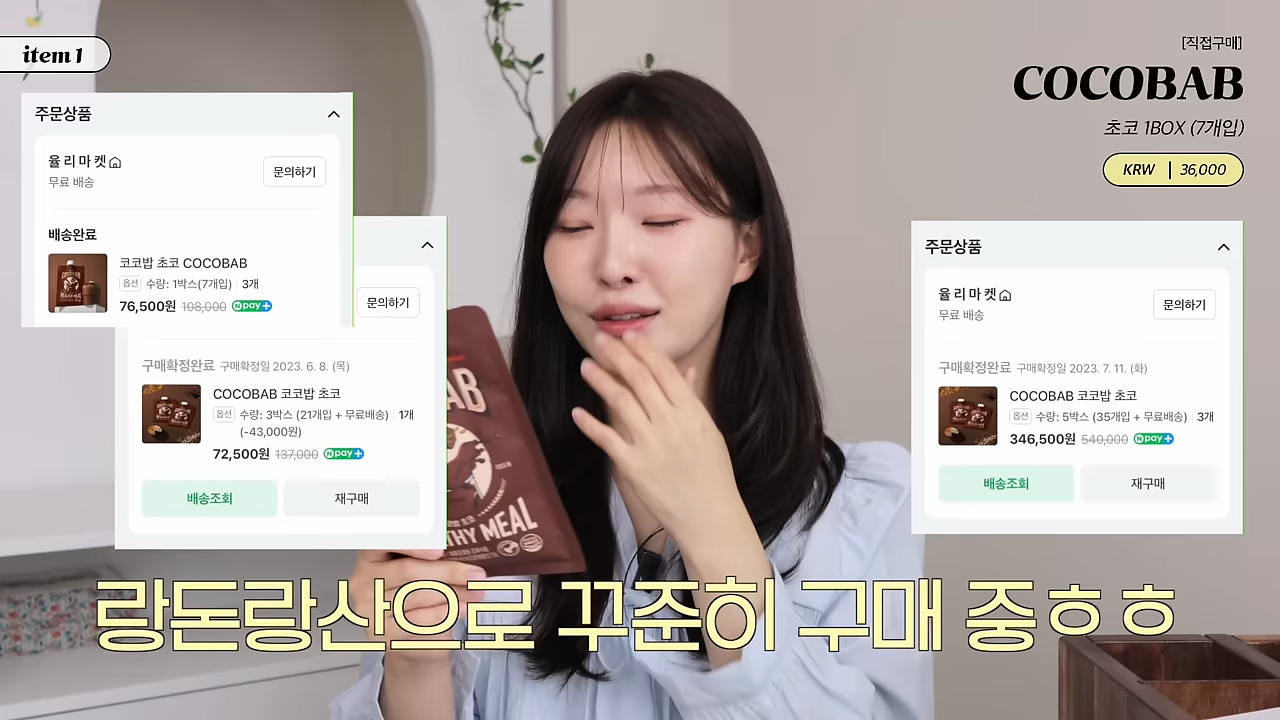 item 1
[직접구매]
COCOBAB
초코 1BOX (7개입)
KRW | 36,000
주문상품
율 리 마 켓
무료 배송
문의하기
배송완료
코코밥 초코 COCOBAB
옵션 수량: 1박스(7개입) 3개
76,500원 108,000 N pay +
문의하기
구매확정완료 구매확정일 2023. 6. 8. (목)
COCOBAB 코코밥 초코
옵션 수량: 3박스 (21개입 + 무료배송) 1개
(-43,000원)
72,500원 137,000 N pay +
배송조회 재구매
주문상품
율 리 마 켓
무료 배송
문의하기
구매확정완료 구매확정일 2023. 7. 11. (화)
COCOBAB 코코밥 초코
옵션 수량: 5박스 (35개입 + 무료배송) 3개
346,500원 540,000 N pay +
배송조회 재구매
AB
THY MEAL
랑돈랑산으로 꾸준히 구매 중ㅎㅎ